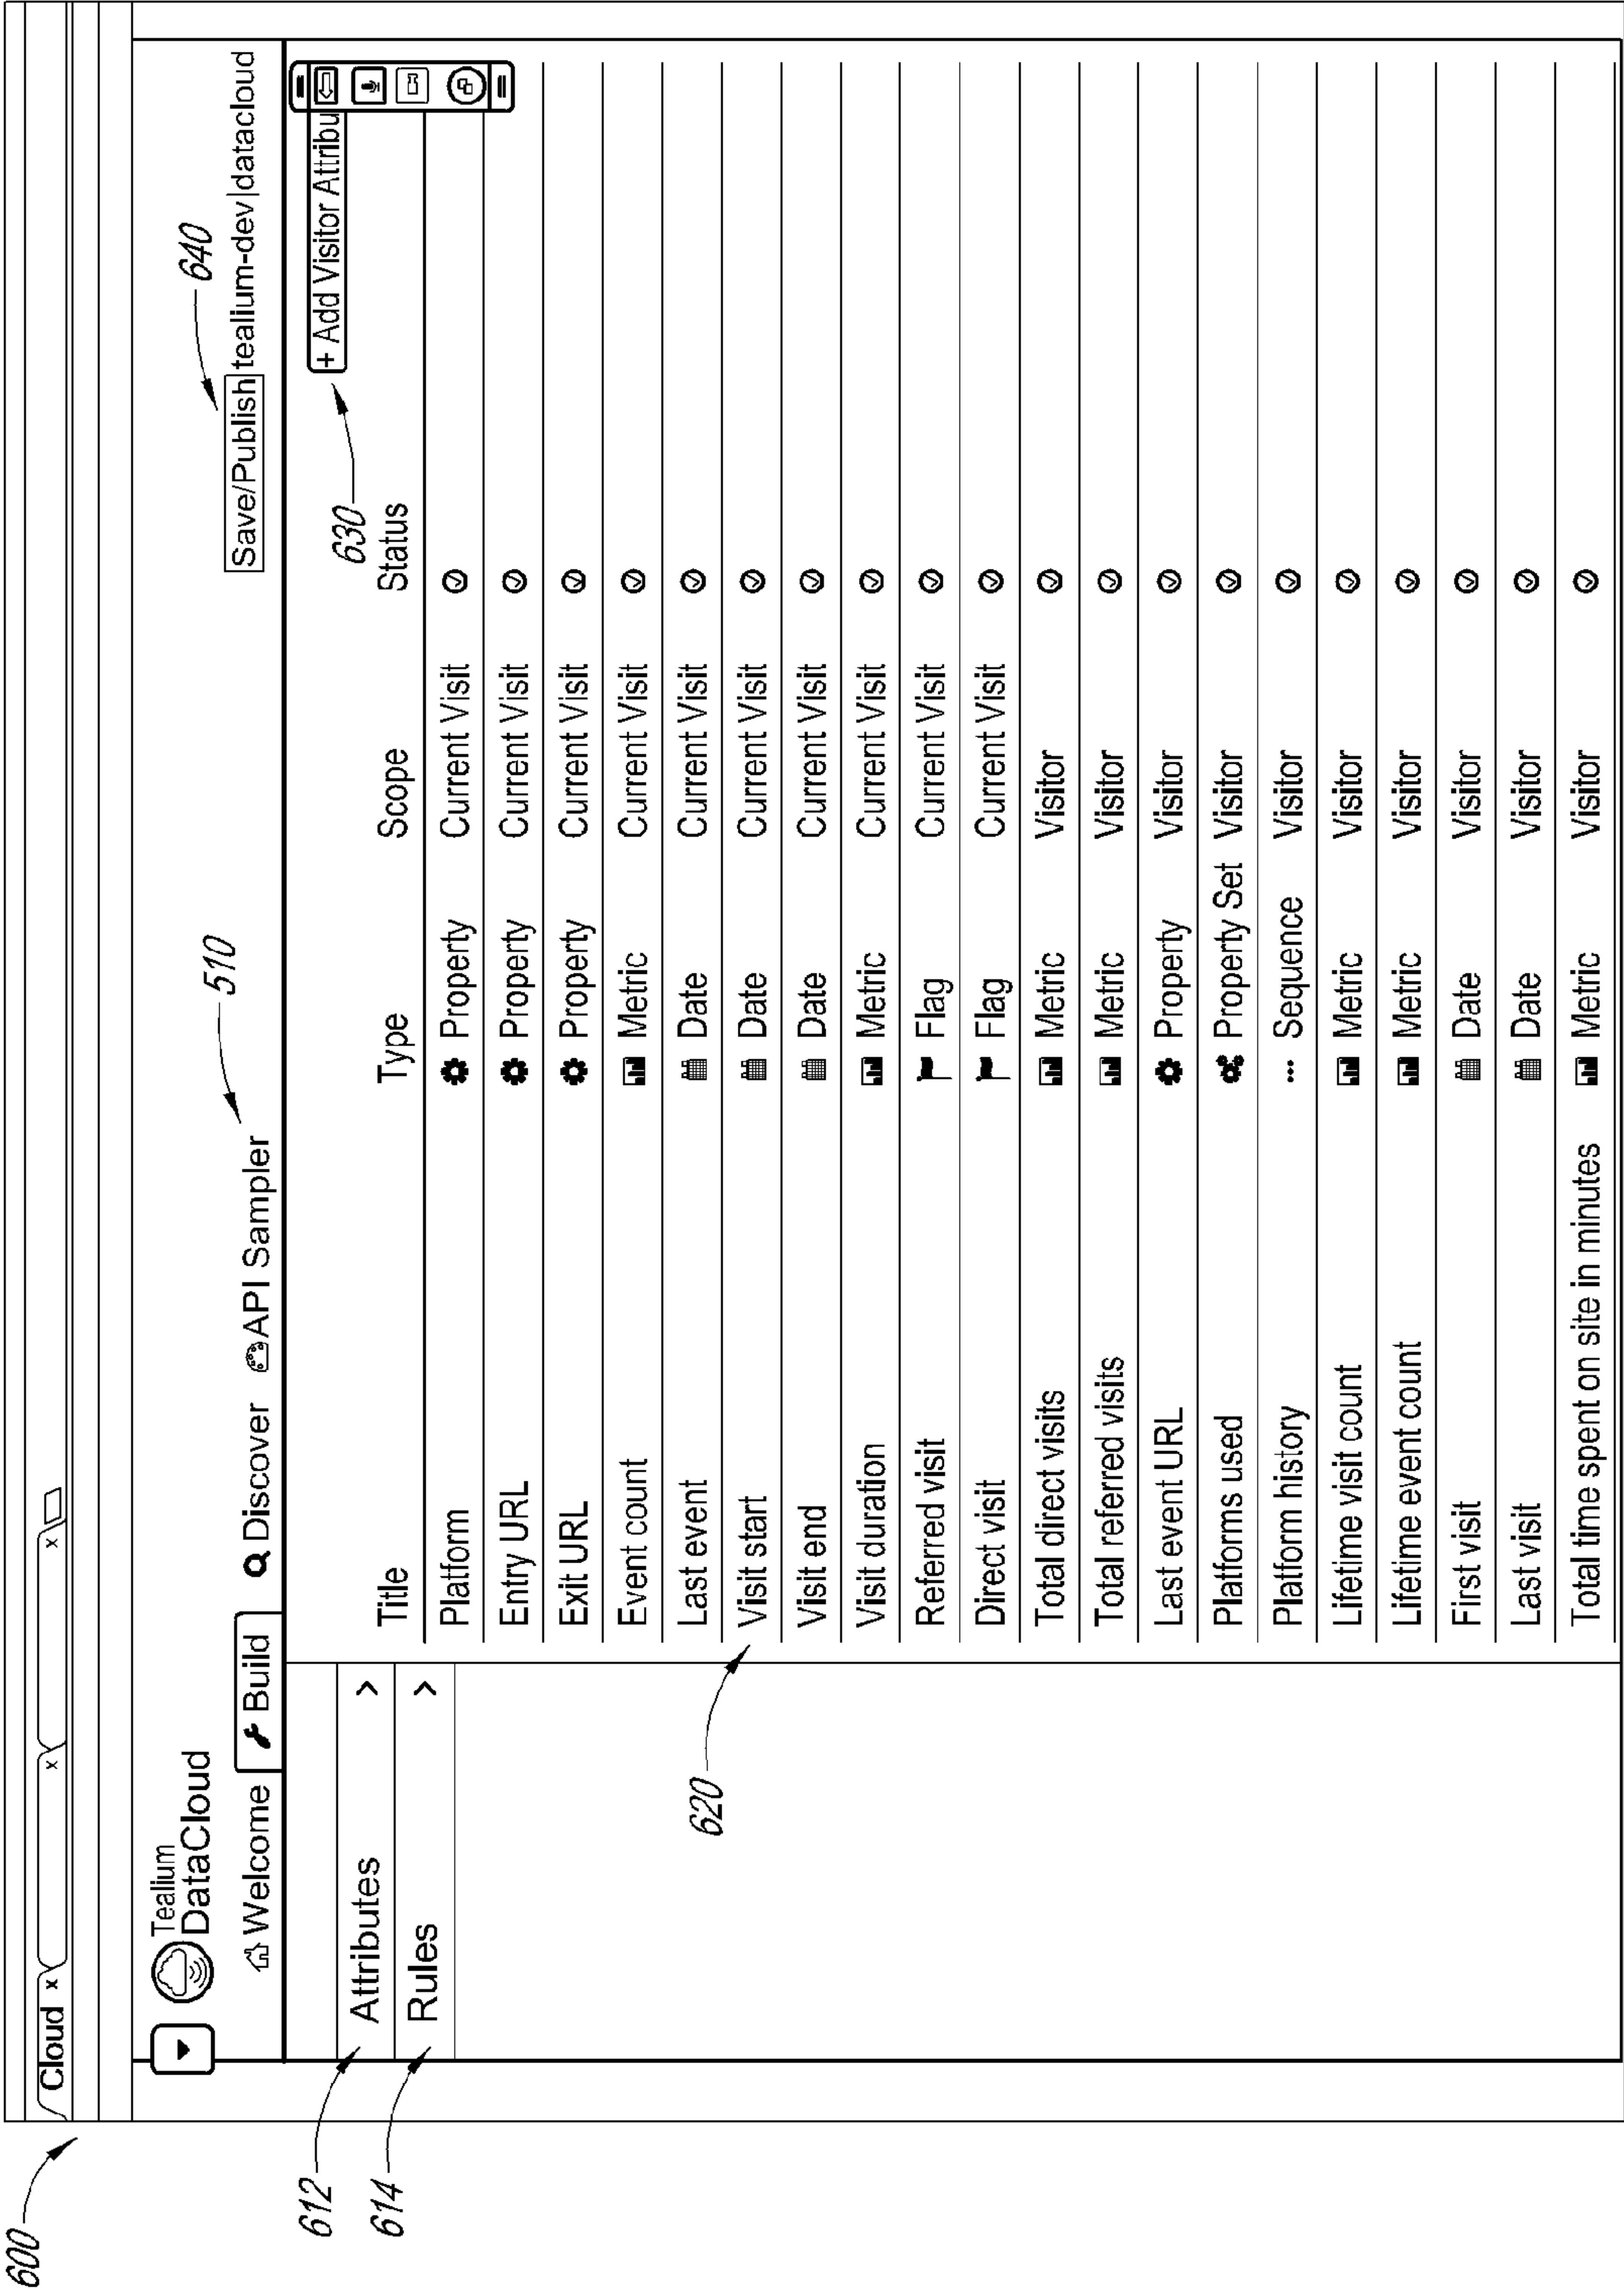 600
Cloud x x x
Tealium
DataCloud
640
Save/Publish tealium-dev|datacloud
510
Welcome Build Discover API Sampler
612
614
Attributes >
Rules >
620
630
+ Add Visitor Attribu
Title Type Scope Status
Platform Property Current Visit
Entry URL Property Current Visit
Exit URL Property Current Visit
Event count Metric Current Visit
Last event Date Current Visit
Visit start Date Current Visit
Visit end Date Current Visit
Visit duration Metric Current Visit
Referred visit Flag Current Visit
Direct visit Flag Current Visit
Total direct visits Metric Visitor
Total referred visits Metric Visitor
Last event URL Property Visitor
Platforms used Property Set Visitor
Platform history Sequence Visitor
Lifetime visit count Metric Visitor
Lifetime event count Metric Visitor
First visit Date Visitor
Last visit Date Visitor
Total time spent on site in minutes Metric Visitor